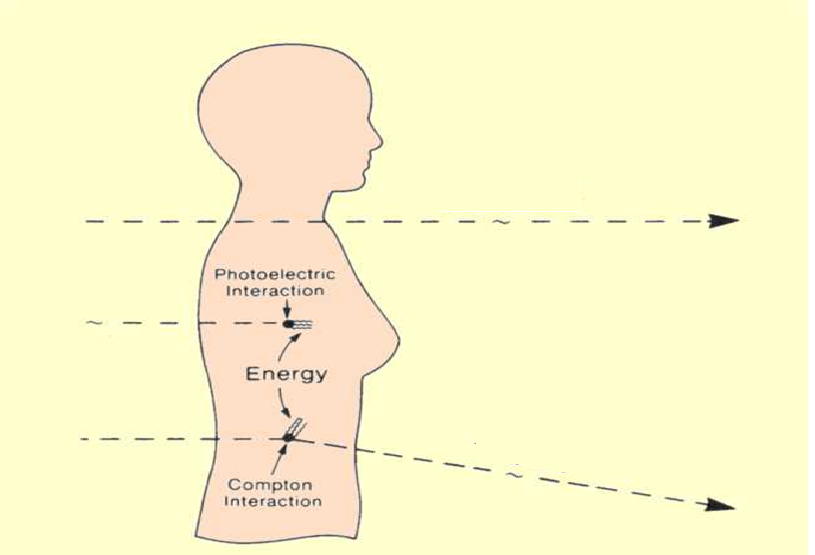 Photoelectric
Interaction
Energy
Compton
Interaction